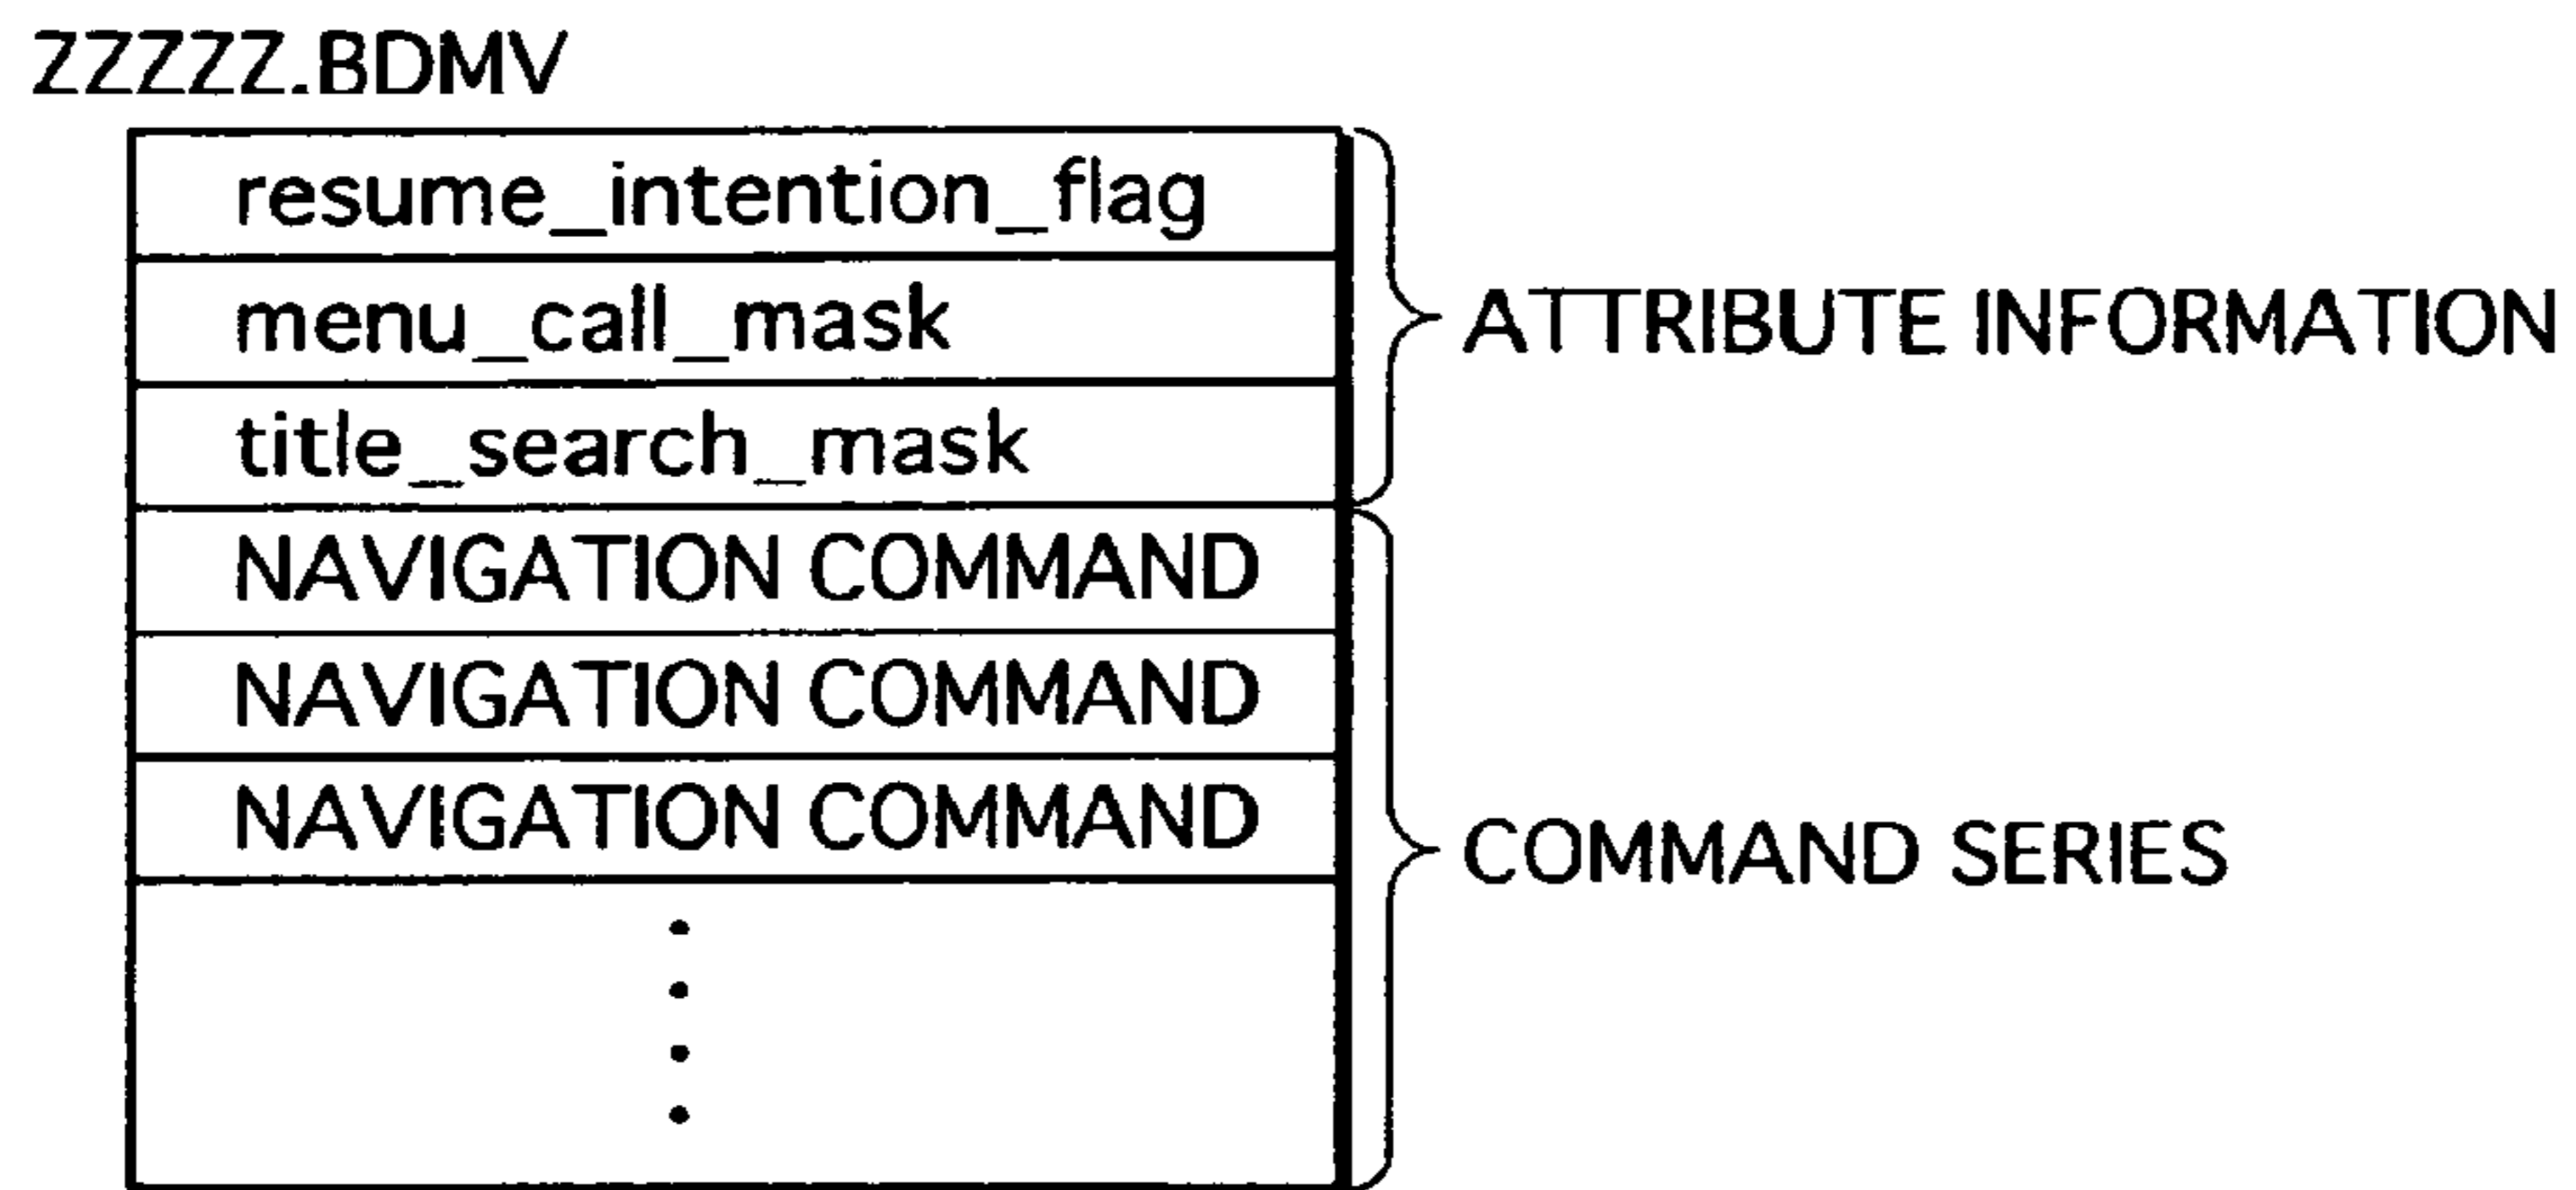 ZZZZZ.BDMV
resume_intention_flag
menu_call_mask
ATTRIBUTE INFORMATION
title_search_mask
NAVIGATION COMMAND
NAVIGATION COMMAND
NAVIGATION COMMAND
COMMAND SERIES